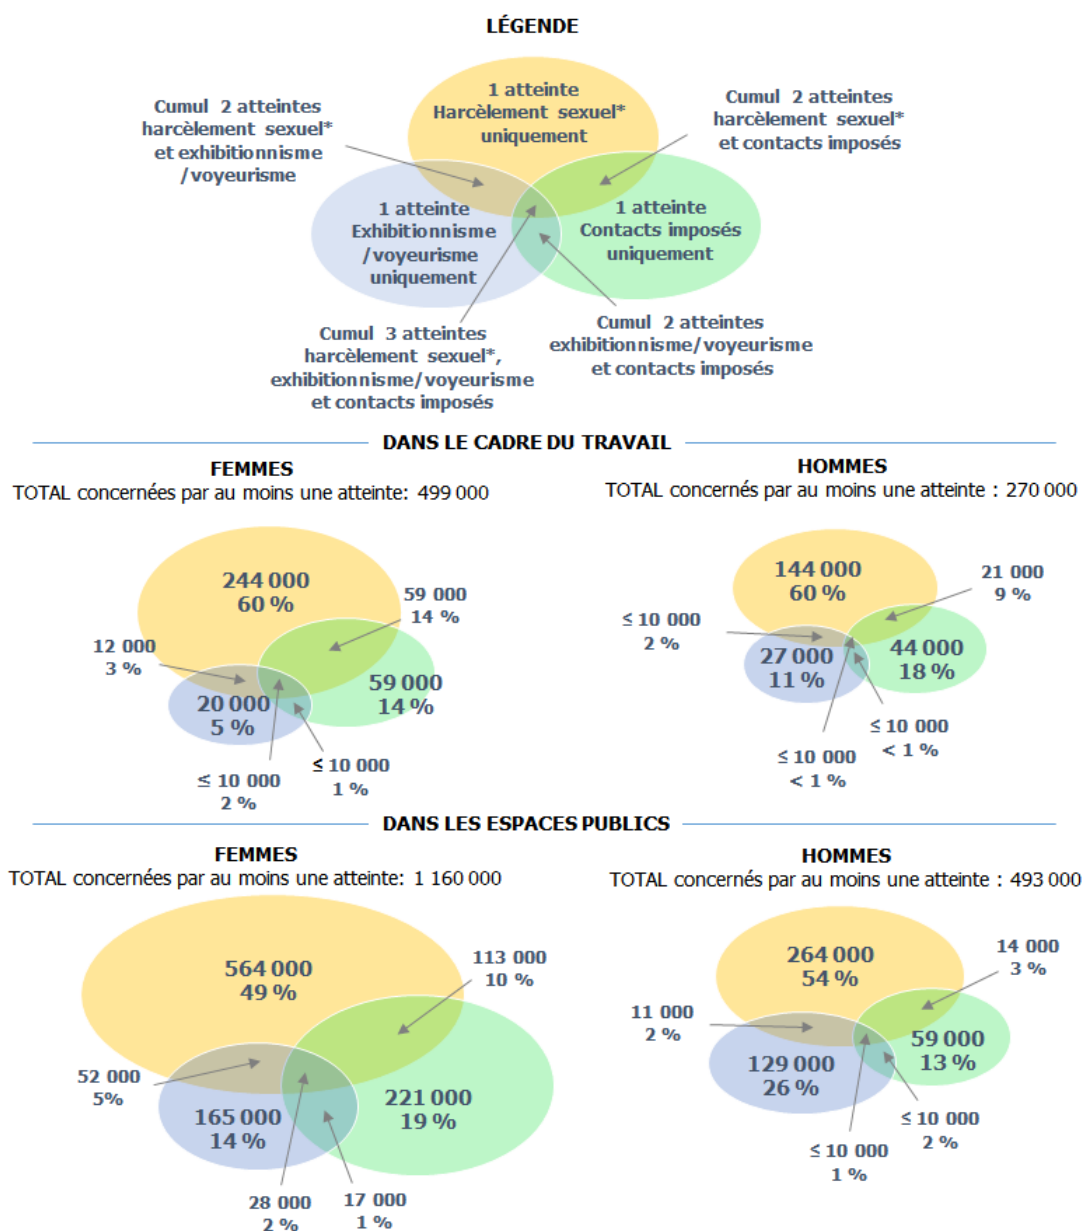 LÉGENDE
1 atteinte
Harcèlement sexuel*
uniquement
Cumul 2 atteintes
harcèlement sexuel*
et exhibitionnisme
/voyeurisme
Cumul 2 atteintes
harcèlement sexuel*
et contacts imposés
1 atteinte
Exhibitionnisme
/voyeurisme
uniquement
1 atteinte
Contacts imposés
uniquement
Cumul 3 atteintes
harcèlement sexuel*,
exhibitionnisme/voyeurisme
et contacts imposés
Cumul 2 atteintes
exhibitionnisme/voyeurisme
et contacts imposés
DANS LE CADRE DU TRAVAIL
FEMMES
TOTAL concernées par au moins une atteinte: 499 000
244 000
60 %
59 000
14 %
12 000
3 %
59 000
14 %
20 000
5 %
≤ 10 000
2 %
≤ 10 000
1 %
HOMMES
TOTAL concernés par au moins une atteinte : 270 000
144 000
60 %
21 000
9 %
≤ 10 000
2 %
27 000
11 %
44 000
18 %
≤ 10 000
< 1 %
≤ 10 000
< 1 %
DANS LES ESPACES PUBLICS
FEMMES
TOTAL concernées par au moins une atteinte: 1 160 000
564 000
49 %
113 000
10 %
52 000
5%
165 000
14 %
221 000
19 %
28 000
2 %
17 000
1 %
HOMMES
TOTAL concernés par au moins une atteinte : 493 000
264 000
54 %
14 000
3 %
11 000
2 %
129 000
26 %
59 000
13 %
≤ 10 000
2 %
≤ 10 000
1 %